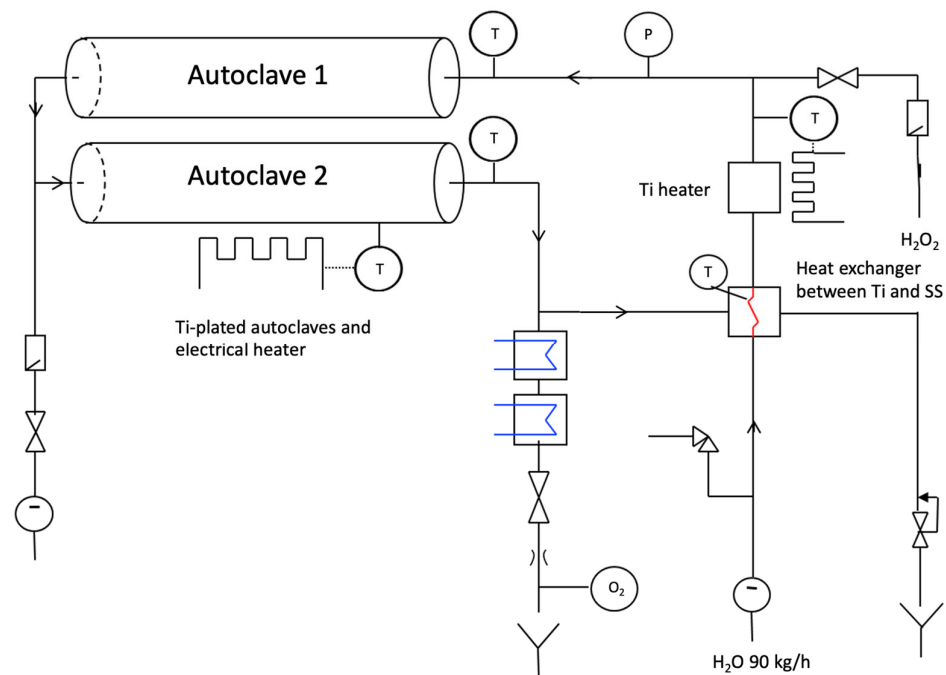 T
P
Autoclave 1
T
T
Autoclave 2
Ti heater
H₂O₂
T
T
Heat exchanger
between Ti and SS
Ti-plated autoclaves and
electrical heater
-
O₂
-
H₂O 90 kg/h